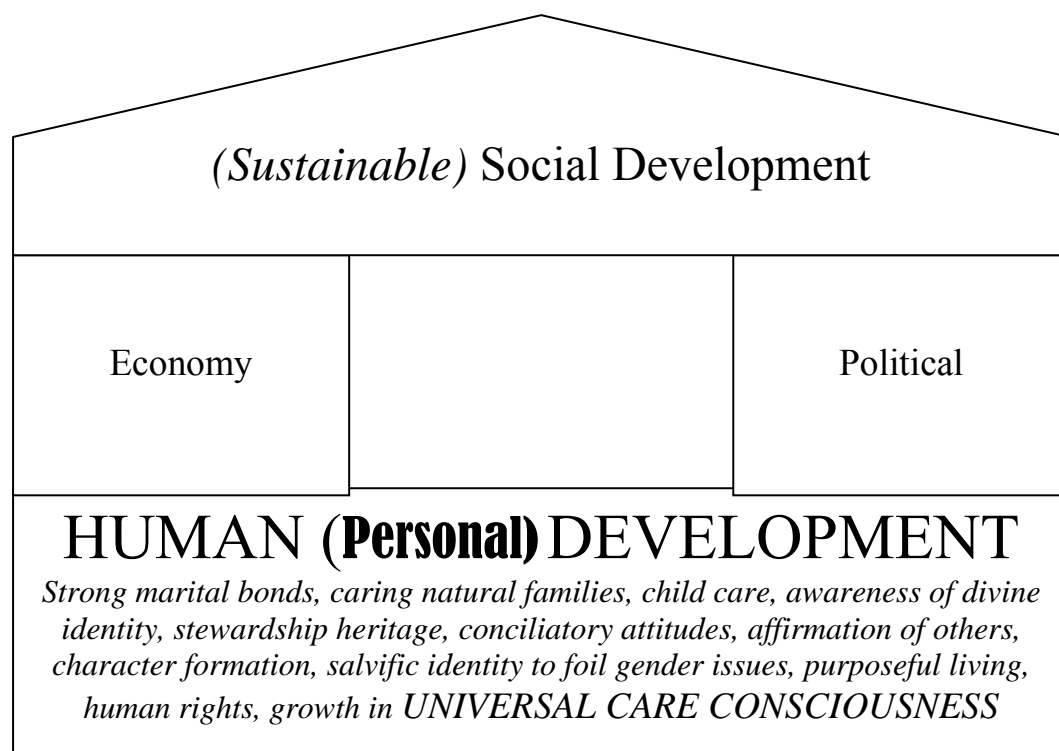 (Sustainable) Social Development
Economy
Political
HUMAN (Personal) DEVELOPMENT
Strong marital bonds, caring natural families, child care, awareness of divine
identity, stewardship heritage, conciliatory attitudes, affirmation of others,
character formation, salvific identity to foil gender issues, purposeful living,
human rights, growth in UNIVERSAL CARE CONSCIOUSNESS